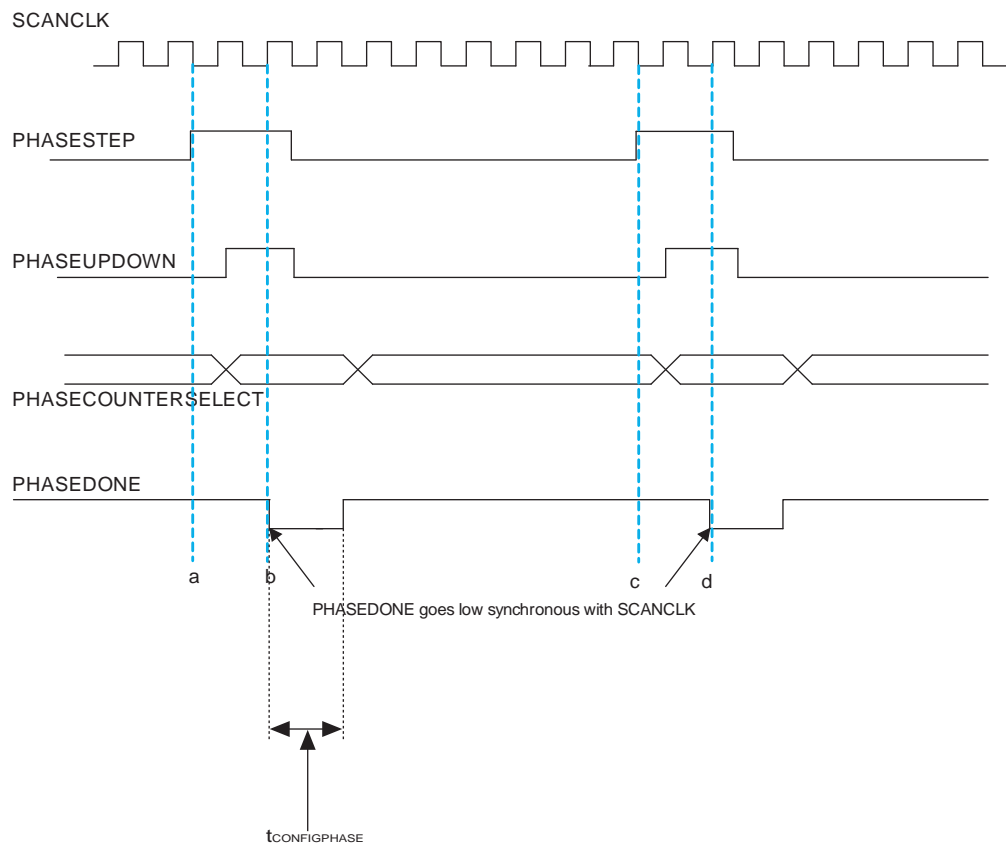 SCANCLK
PHASESTEP
PHASEUPDOWN
PHASECOUNTERSELECT
PHASEDONE
a
b
c
d
PHASEDONE goes low synchronous with SCANCLK
tCONFIGPHASE